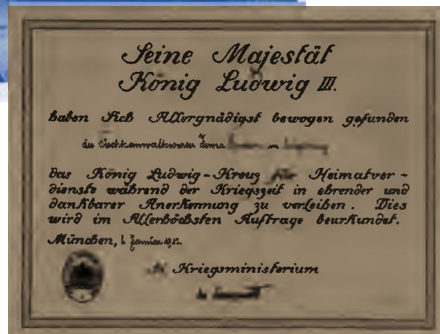 Seine Majestät
König Ludwig III.
haben Sich Allergnädigst bewogen gefunden
in
das König Ludwig-Kreuz für Heimatver-
dienste während der Kriegszeit in ehrender und
dankbarer Anerkennung zu verleihen. Dies
wird im Allerhöchsten Auftrage beurkundet.
München,
Kriegsministerium